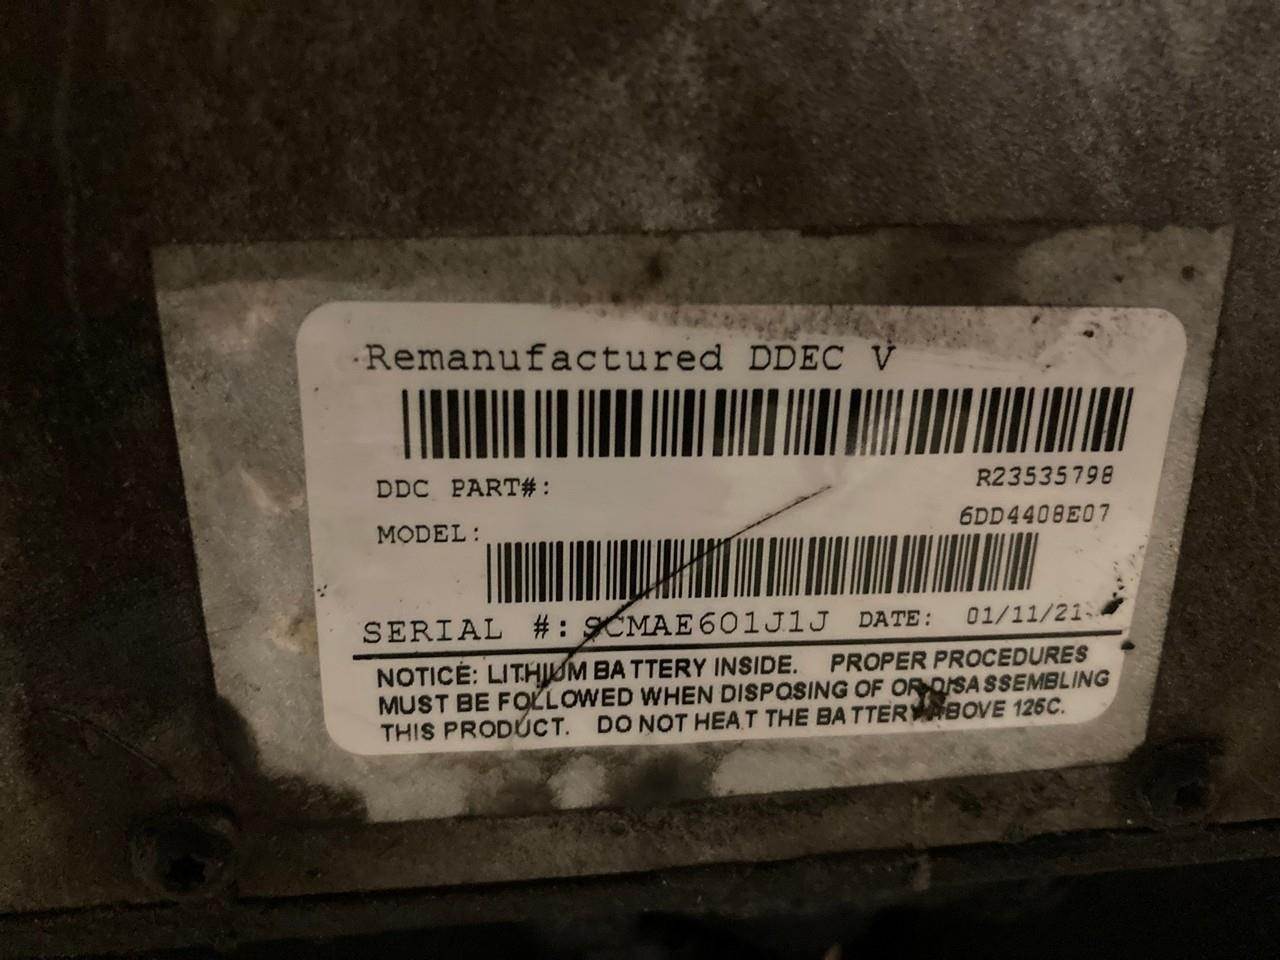 Remanufactured DDEC V
DDC PART#: R23535798
MODEL: 6DD4408E07
SERIAL #: SCMAE601J1J DATE: 01/11/21
NOTICE: LITHIUM BATTERY INSIDE. PROPER PROCEDURES
MUST BE FOLLOWED WHEN DISPOSING OF OR DISASSEMBLING
THIS PRODUCT. DO NOT HEAT THE BATTERY ABOVE 126C.